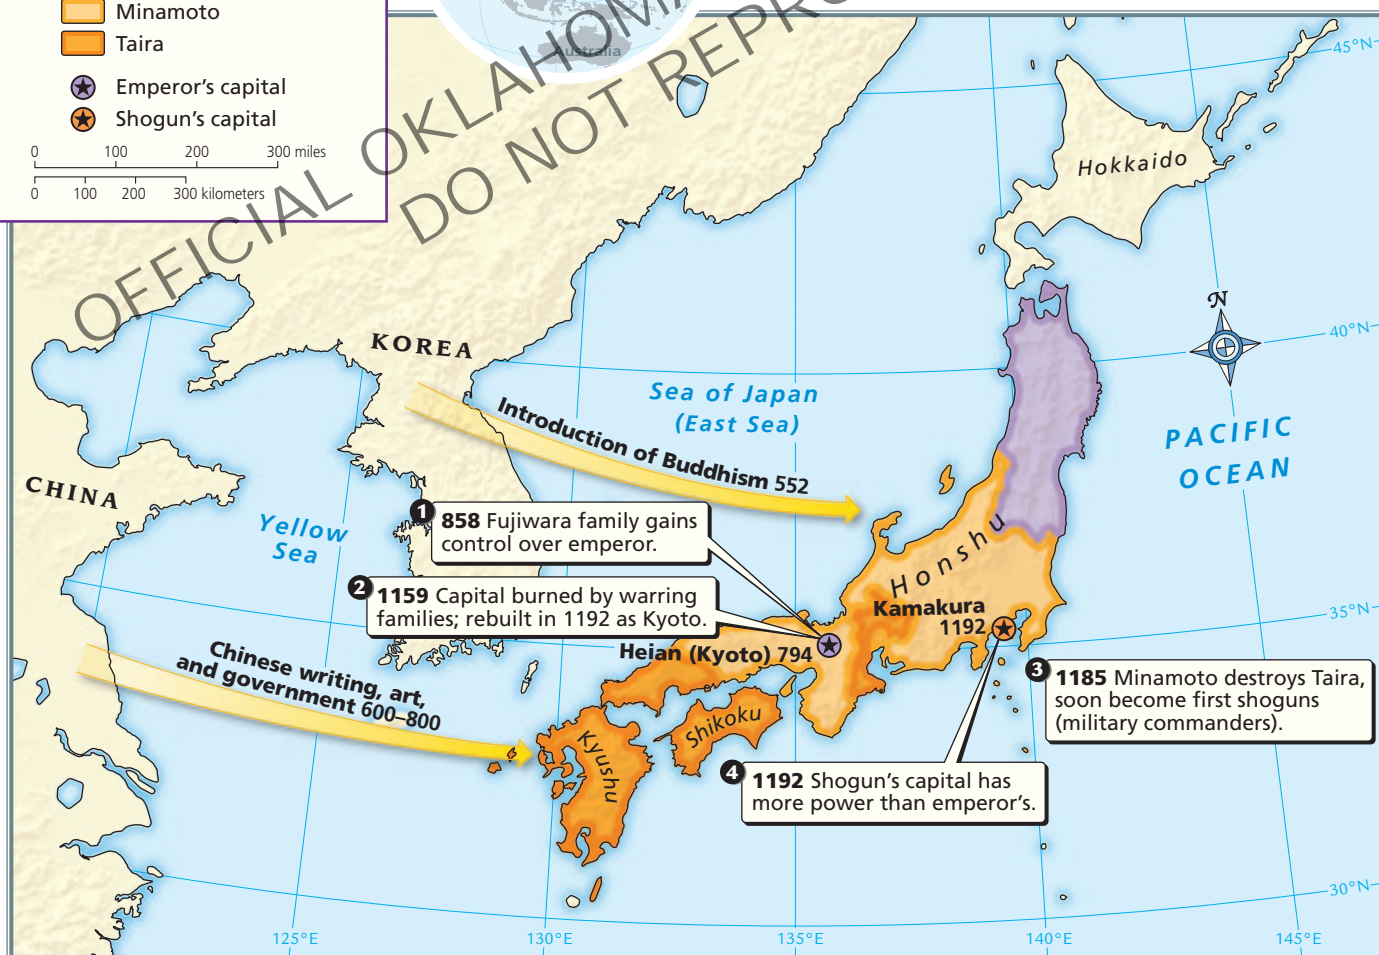 Minamoto
Taira
Emperor's capital
Shogun's capital
0 100 200 300 miles
0 100 200 300 kilometers
Australia
OFFICIAL OKLAHOMA
DO NOT REPRO
45°N
Hokkaido
N
40°N
KOREA
Sea of Japan
(East Sea)
PACIFIC
OCEAN
Introduction of Buddhism 552
CHINA
Yellow
Sea
1 858 Fujiwara family gains
control over emperor.
Honshu
2 1159 Capital burned by warring
families; rebuilt in 1192 as Kyoto.
Kamakura
1192
35°N
Heian (Kyoto) 794
Chinese writing, art,
and government 600–800
3 1185 Minamoto destroys Taira,
soon become first shoguns
(military commanders).
Shikoku
Kyushu
4 1192 Shogun's capital has
more power than emperor's.
30°N
125°E 130°E 135°E 140°E 145°E